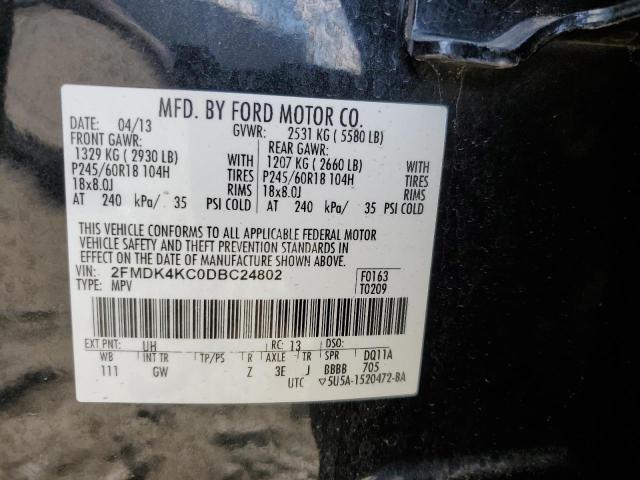 MFD. BY FORD MOTOR CO.
DATE: 04/13 GVWR: 2531 KG ( 5580 LB)
FRONT GAWR: REAR GAWR:
1329 KG ( 2930 LB) WITH 1207 KG ( 2660 LB) WITH
P245/60R18 104H TIRES P245/60R18 104H TIRES
18x8.0J RIMS 18x8.0J RIMS
AT 240 kPa/ 35 PSI COLD AT 240 kPa/ 35 PSI COLD
THIS VEHICLE CONFORMS TO ALL APPLICABLE FEDERAL MOTOR
VEHICLE SAFETY AND THEFT PREVENTION STANDARDS IN
EFFECT ON THE DATE OF MANUFACTURE SHOWN ABOVE.
VIN: 2FMDK4KC0DBC24802 F0163
TYPE: MPV T0209
EXT PNT: UH RC: 13 DSO:
WB INT TR TP/PS R AXLE TR SPR DQ11A
111 GW Z 3E J BBBB 705
UTC ▽5U5A-1520472-BA